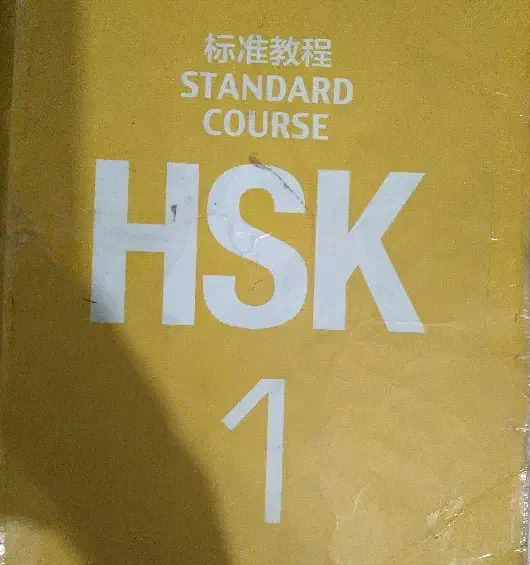 标准教程
STANDARD
COURSE
HSK
1